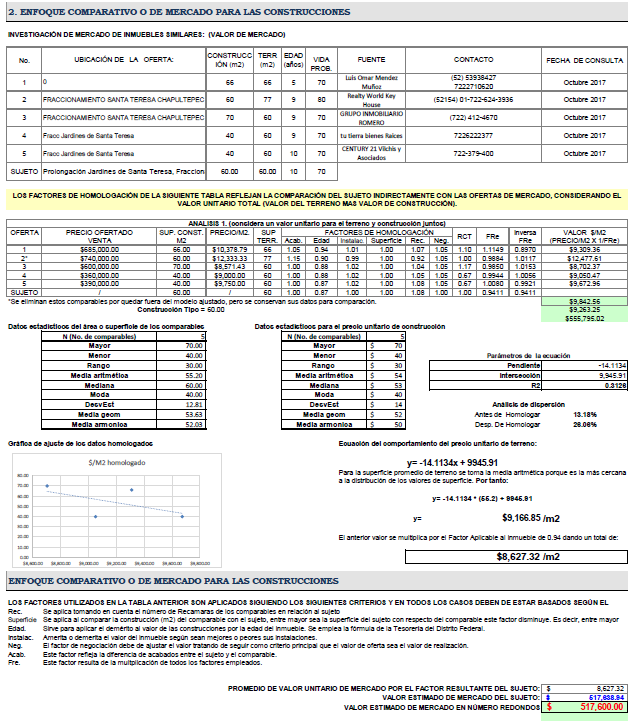 2. ENFOQUE COMPARATIVO O DE MERCADO PARA LAS CONSTRUCCIONES
INVESTIGACIÓN DE MERCADO DE INMUEBLES SIMILARES: (VALOR DE MERCADO)
No. UBICACIÓN DE LA OFERTA: CONSTRUCCIÓN (m2) TERR (m2) EDAD (años) VIDA PROB. FUENTE CONTACTO FECHA DE CONSULTA
1 0 66 66 5 70 Luis Omar Mendez Muñoz (52) 53938427 7222710620 Octubre 2017
2 FRACCIONAMIENTO SANTA TERESA CHAPULTEPEC 60 77 9 80 Realty World Key House (52154) 01-722-624-3936 Octubre 2017
3 FRACCIONAMIENTO SANTA TERESA CHAPULTEPEC 70 60 9 70 GRUPO INMOBILIARIO ROMERO (722) 412-4670 Octubre 2017
4 Fracc Jardines de Santa Teresa 40 60 9 70 tu tierra bienes Raices 7226222377 Octubre 2017
5 Fracc Jardines de Santa Teresa 40 60 10 70 CENTURY 21 Vilchis y Asociados 722-379-400 Octubre 2017
SUJETO Prolongación Jardines de Santa Teresa, Fraccion 60.00 60.00 10 70
LOS FACTORES DE HOMOLOGACIÓN DE LA SIGUIENTE TABLA REFLEJAN LA COMPARACIÓN DEL SUJETO INDIRECTAMENTE CON LAS OFERTAS DE MERCADO, CONSIDERANDO EL
VALOR UNITARIO TOTAL (VALOR DEL TERRENO MAS VALOR DE CONSTRUCCIÓN).
ANALISIS 1. (considera un valor unitario para el terreno y construcción juntos)
OFERTA PRECIO OFERTADO VENTA SUP. CONST. M2 PRECIO/M2. SUP TERR. FACTORES DE HOMOLOGACIÓN Acab. Edad Instalac. Superficie Rec. Neg. RCT FRe Inversa FRe VALOR $/M2 (PRECIO/M2 X 1/FRe)
1 $685,000.00 66.00 $10,378.79 66 1.05 0.94 1.01 1.00 1.07 1.05 1.10 1.1149 0.8970 $9,309.36
2* $740,000.00 60.00 $12,333.33 77 1.15 0.90 0.99 1.00 0.92 1.05 1.00 0.9884 1.0117 $12,477.61
3 $600,000.00 70.00 $8,571.43 60 1.00 0.88 1.02 1.00 1.04 1.05 1.17 0.9850 1.0153 $8,702.37
4 $360,000.00 40.00 $9,000.00 60 1.00 0.88 1.02 1.00 1.15 1.05 0.67 0.9944 1.0056 $9,050.47
5 $390,000.00 40.00 $9,750.00 60 1.00 0.87 1.02 1.00 1.08 1.05 0.67 1.0080 0.9921 $9,672.96
SUJETO / 60.00 / 60 1.00 0.87 1.00 1.00 1.08 1.00 1.00 0.9411 0.9411
*Se eliminan estos comparables por quedar fuera del modelo ajustado, pero se conservan sus datos para comparación. $9,842.56
Construcción Tipo = 60.00 $9,263.25
$555,795.02
Datos estadísticos del área o superficie de los comparables
N (No. de comparables) 5
Mayor 70.00
Menor 40.00
Rango 30.00
Media aritmética 55.20
Mediana 60.00
Moda 40.00
DesvEst 12.81
Media geom 53.63
Media armonica 52.03
Datos estadísticos para el precio unitario de construcción
N (No. de comparables) 5
Mayor $ 70
Menor $ 40
Rango $ 30
Media aritmética $ 54
Mediana $ 53
Moda $ 40
DesvEst $ 14
Media geom $ 52
Media armonica $ 50
Parámetros de la ecuación
Pendiente -14.1134
Intersección 9,945.91
R2 0.3126
Análisis de dispersión
Antes de Homologar 13.18%
Desp. De Homologar 26.06%
Gráfica de ajuste de los datos homologados
$/M2 homologado
80.00
70.00
60.00
50.00
40.00
30.00
20.00
10.00
0.00
$8,600.00 $8,800.00 $9,000.00 $9,200.00 $9,400.00 $9,600.00 $9,800.00
Ecuación del comportamiento del precio unitario de terreno:
y= -14.1134x + 9945.91
Para la superficie promedio de terreno se toma la media aritmética porque es la más cercana
a la distribución de los valores de superficie. Por tanto:
y= -14.1134 * (55.2) + 9945.91
y= $9,166.85 /m2
El anterior valor se multiplica por el Factor Aplicable al inmueble de 0.94 dando un total de:
$8,627.32 /m2
ENFOQUE COMPARATIVO O DE MERCADO PARA LAS CONSTRUCCIONES
LOS FACTORES UTILIZADOS EN LA TABLA ANTERIOR SON APLICADOS SIGUIENDO LOS SIGUIENTES CRITERIOS Y EN TODOS LOS CASOS DEBEN DE ESTAR BASADOS SEGÚN EL
Rec. Se aplica tomando en cuenta el número de Recamaras de los comparables en relación al sujeto
Superficie Se aplica al comparar la construcción (m2) del comparable con el sujeto, entre mayor sea la superficie del sujeto con respecto del comparable este factor disminuye. Es decir, entre mayor
Edad. Sirve para aplicar el demérito al valor de las construcciones por la edad del inmueble. Se emplea la fórmula de la Tesorería del Distrito Federal.
Instalac. Amerita o demerita el valor del inmueble según sean mejores o peores sus instalaciones.
Neg. El factor de negociación debe de ajustar el valor tratando de seguir como criterio principal que el valor de oferta sea el valor de realización.
Acab. Este factor refleja la diferencia de acabados entre el sujeto y el comparable.
Fre. Este factor resulta de la multiplicación de todos los factores empleados.
PROMEDIO DE VALOR UNITARIO DE MERCADO POR EL FACTOR RESULTANTE DEL SUJETO: $ 8,627.32
VALOR ESTIMADO DE MERCADO DEL SUJETO: $ 517,638.94
VALOR ESTIMADO DE MERCADO EN NÚMERO REDONDOS $ 517,600.00